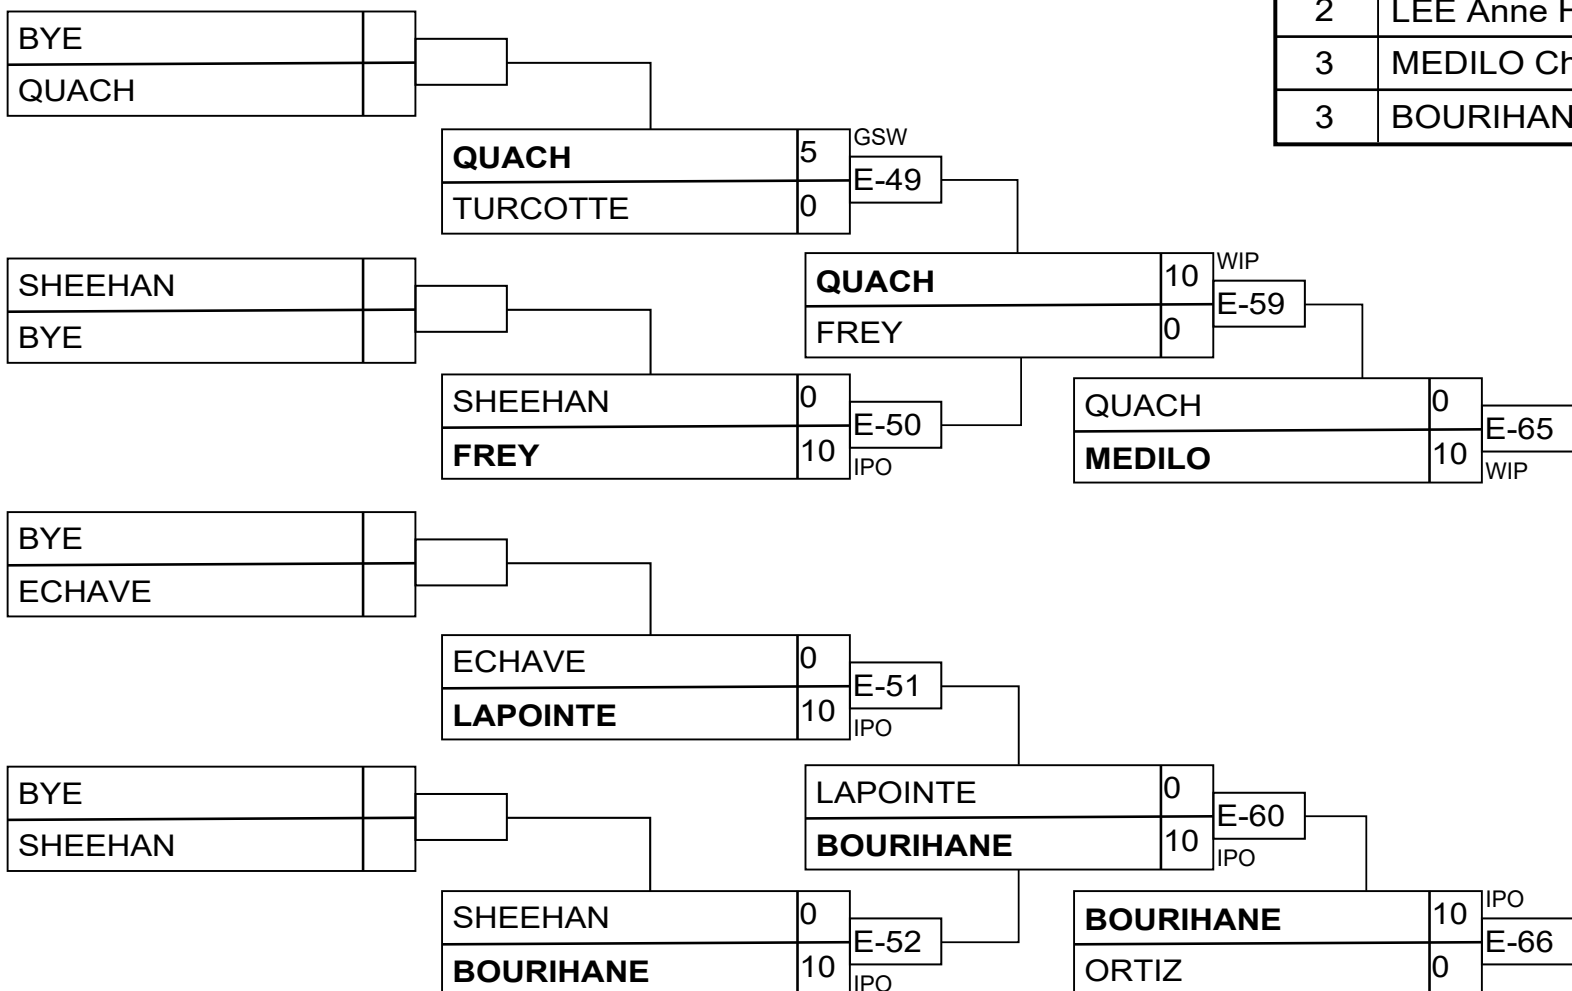 2 LEE Anne
3 MEDILO
3 BOURIHAN
BYE
QUACH
QUACH 5 GSW
E-49
TURCOTTE 0
SHEEHAN
BYE
QUACH 10 WIP
E-59
FREY 0
SHEEHAN 0
E-50
FREY 10 IPO
QUACH 0
E-65
MEDILO 10 WIP
BYE
ECHAVE
ECHAVE 0
E-51
LAPOINTE 10 IPO
BYE
SHEEHAN
LAPOINTE 0
E-60
BOURIHANE 10 IPO
SHEEHAN 0
E-52
BOURIHANE 10 IPO
BOURIHANE 10 IPO
E-66
ORTIZ 0